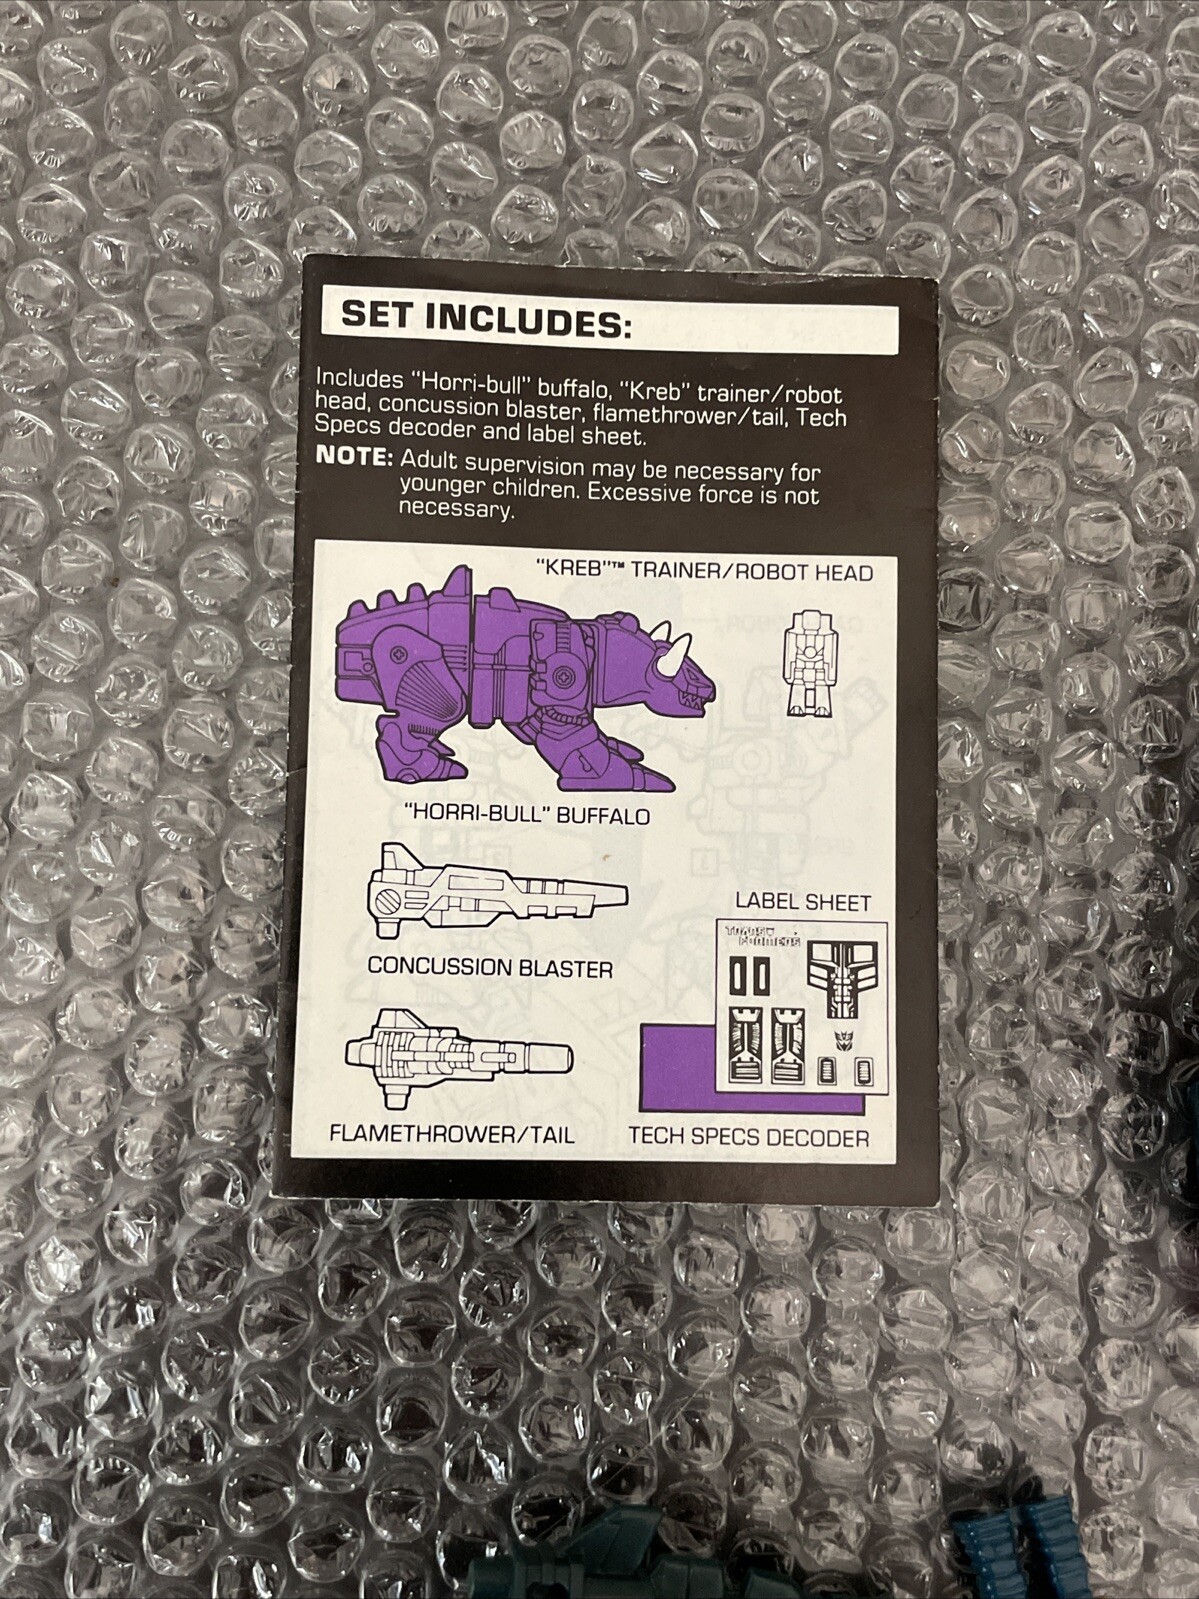 SET INCLUDES:
Includes “Horri-bull” buffalo, “Kreb” trainer/robot
head, concussion blaster, flamethrower/tail, Tech
Specs decoder and label sheet.
NOTE: Adult supervision may be necessary for
younger children. Excessive force is not
necessary.
“KREB”™ TRAINER/ROBOT HEAD
“HORRI-BULL” BUFFALO
CONCUSSION BLASTER
LABEL SHEET
TRANS
FORMERS
FLAMETHROWER/TAIL
TECH SPECS DECODER